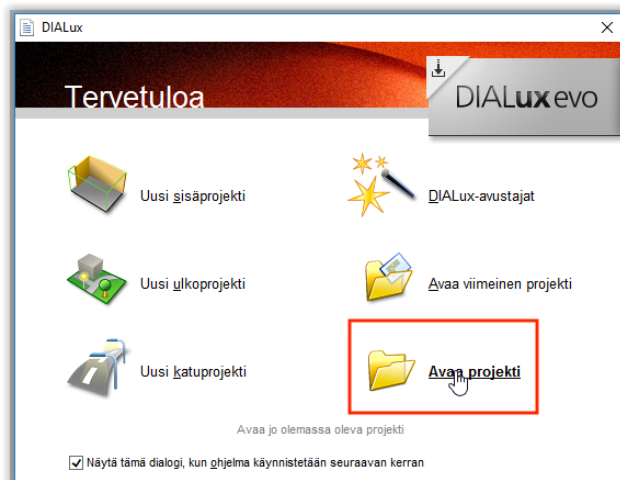 DIALux
Tervetuloa
DIALux evo
Uusi sisäprojekti
DIALux-avustajat
Uusi ulkoprojekti
Avaa viimeinen projekti
Uusi katuprojekti
Avaa projekti
Avaa jo olemassa oleva projekti
Näytä tämä dialogi, kun ohjelma käynnistetään seuraavan kerran